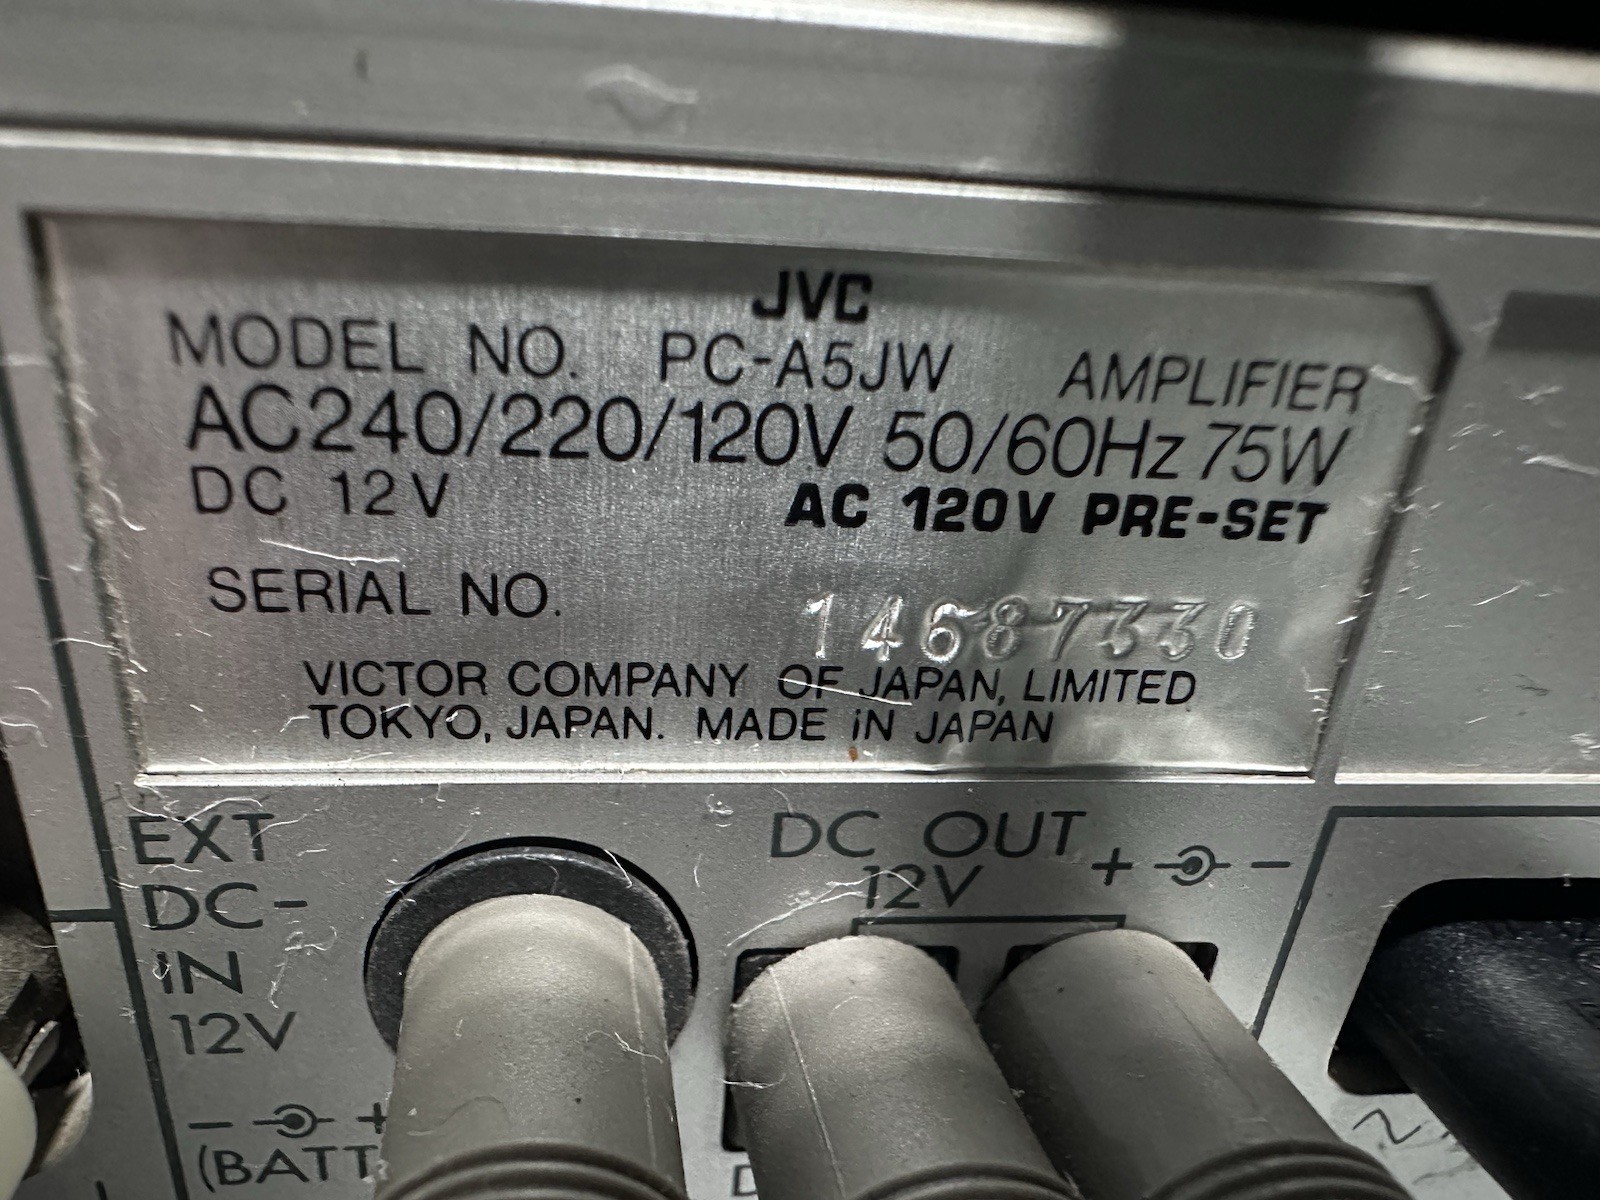 JVC
MODEL NO. PC-A5JW AMPLIFIER
AC240/220/120V 50/60Hz 75W
DC 12V AC 120V PRE-SET
SERIAL NO. 14687330
VICTOR COMPANY OF JAPAN, LIMITED
TOKYO, JAPAN. MADE iN JAPAN
EXT
DC-
IN
12V
- +
(BATT
DC OUT
12V
+ -